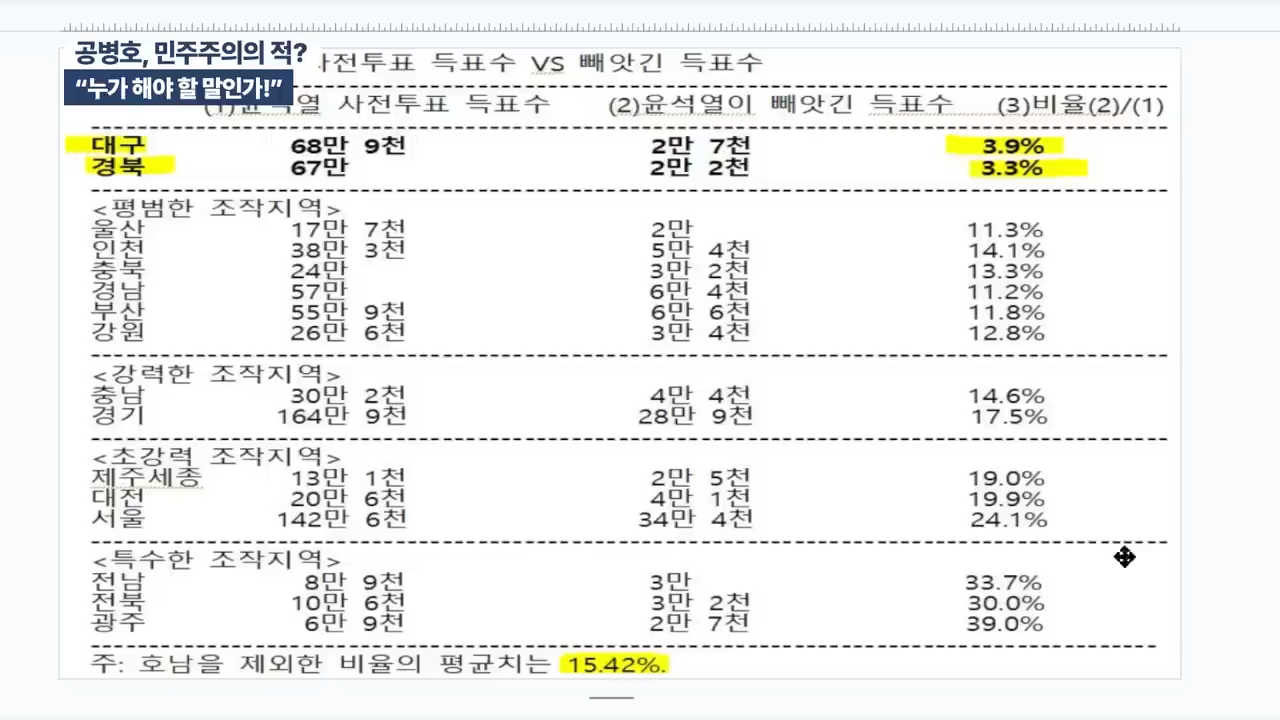 공병호, 민주주의의 적?
“누가 해야 할 말인가!”
사전투표 득표수 VS 빼앗긴 득표수
석열 사전투표 득표수 (2)윤석열이 빼앗긴 득표수 (3)비율(2)/(1)
대구 68만 9천 2만 7천 3.9%
경북 67만 2만 2천 3.3%
<평범한 조작지역>
울산 17만 7천 2만 11.3%
인천 38만 3천 5만 4천 14.1%
충북 24만 3만 2천 13.3%
경남 57만 6만 4천 11.2%
부산 55만 9천 6만 6천 11.8%
강원 26만 6천 3만 4천 12.8%
<강력한 조작지역>
충남 30만 2천 4만 4천 14.6%
경기 164만 9천 28만 9천 17.5%
<초강력 조작지역>
제주세종 13만 1천 2만 5천 19.0%
대전 20만 6천 4만 1천 19.9%
서울 142만 6천 34만 4천 24.1%
<특수한 조작지역>
전남 8만 9천 3만 33.7%
전북 10만 6천 3만 2천 30.0%
광주 6만 9천 2만 7천 39.0%
주: 호남을 제외한 비율의 평균치는 15.42%.